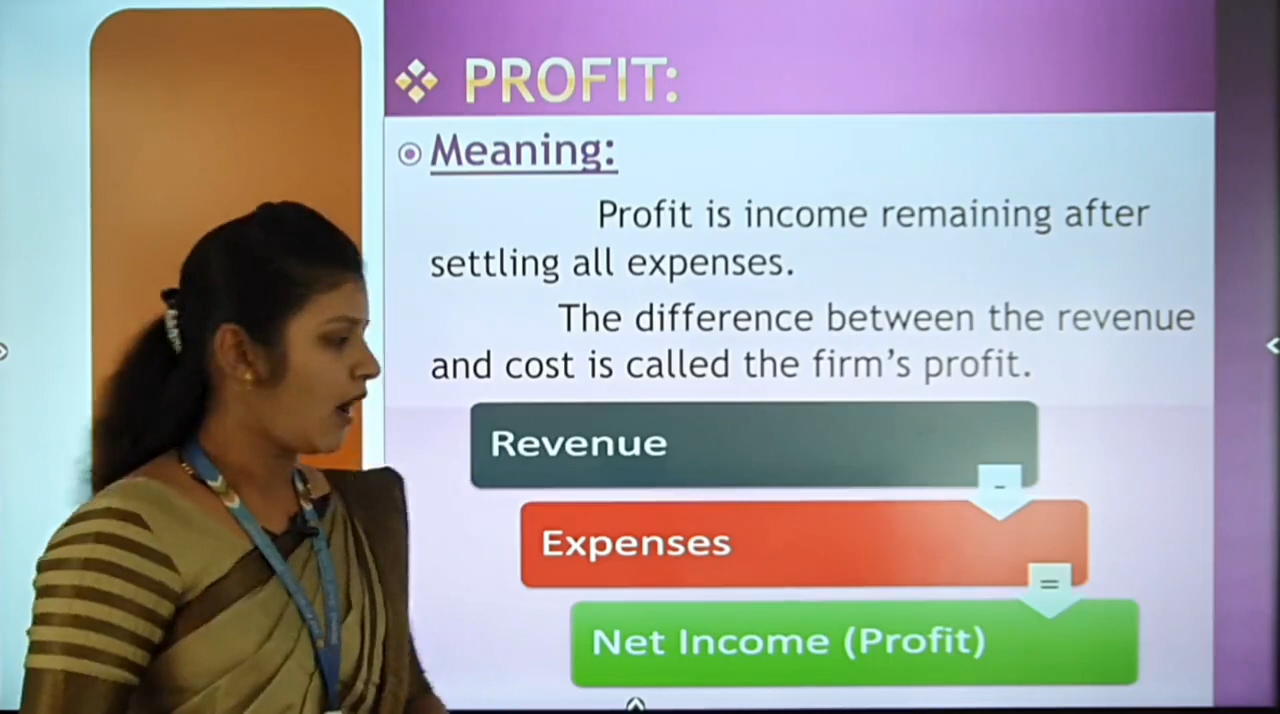 PROFIT:
Meaning:
Profit is income remaining after
settling all expenses.
The difference between the revenue
and cost is called the firm's profit.
Revenue
-
Expenses
=
Net Income (Profit)